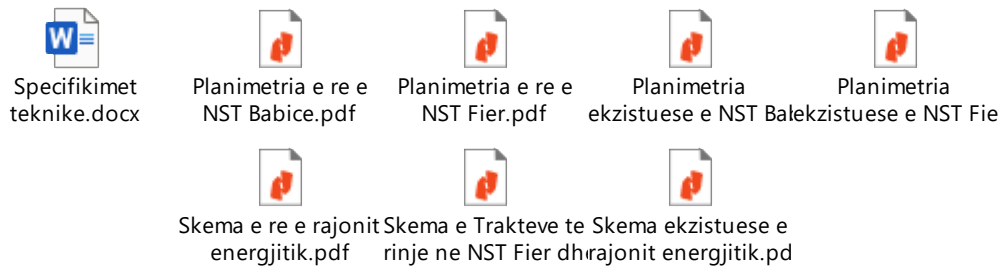 W
Specifikimet
teknike.docx
Planimetria e re e
NST Babice.pdf
Planimetria e re e
NST Fier.pdf
Planimetria
ekzistuese e NST Ba
Planimetria
ekzistuese e NST Fie
Skema e re e rajonit
energjitik.pdf
Skema e Trakteve te
rinje ne NST Fier dh
Skema ekzistuese e
rajonit energjitik.pd